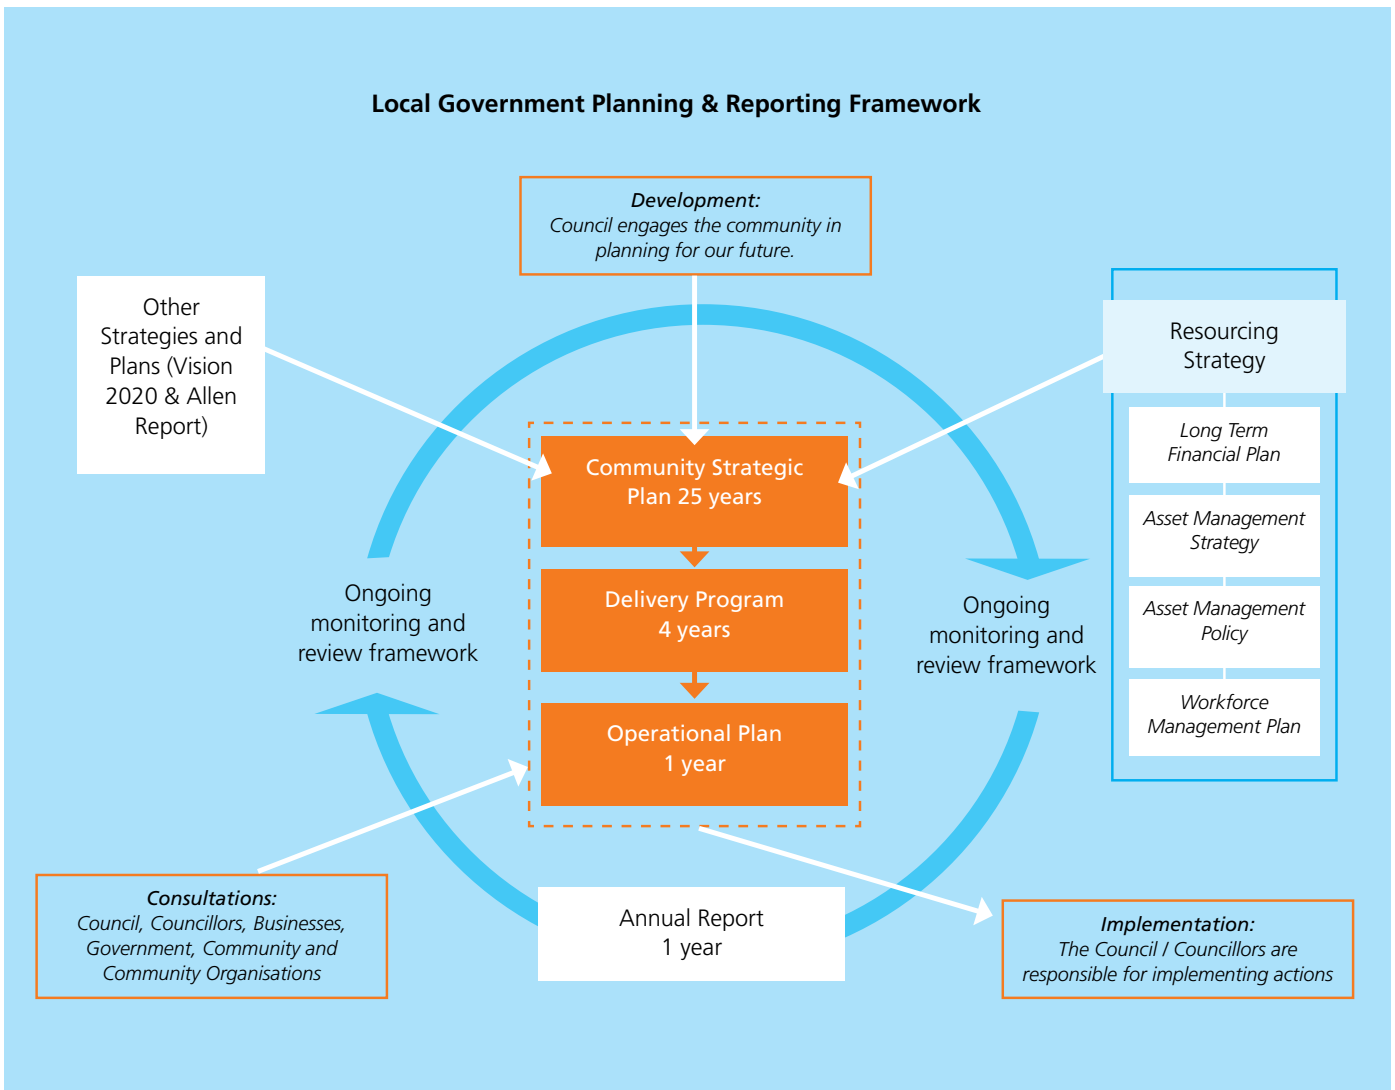 Local Government Planning & Reporting Framework
Development:
Council engages the community in
planning for our future.
Other
Strategies and
Plans (Vision
2020 & Allen
Report)
Resourcing
Strategy
Long Term
Financial Plan
Asset Management
Strategy
Asset Management
Policy
Workforce
Management Plan
Community Strategic
Plan 25 years
Delivery Program
4 years
Operational Plan
1 year
Ongoing
monitoring and
review framework
Ongoing
monitoring and
review framework
Consultations:
Council, Councillors, Businesses,
Government, Community and
Community Organisations
Annual Report
1 year
Implementation:
The Council / Councillors are
responsible for implementing actions